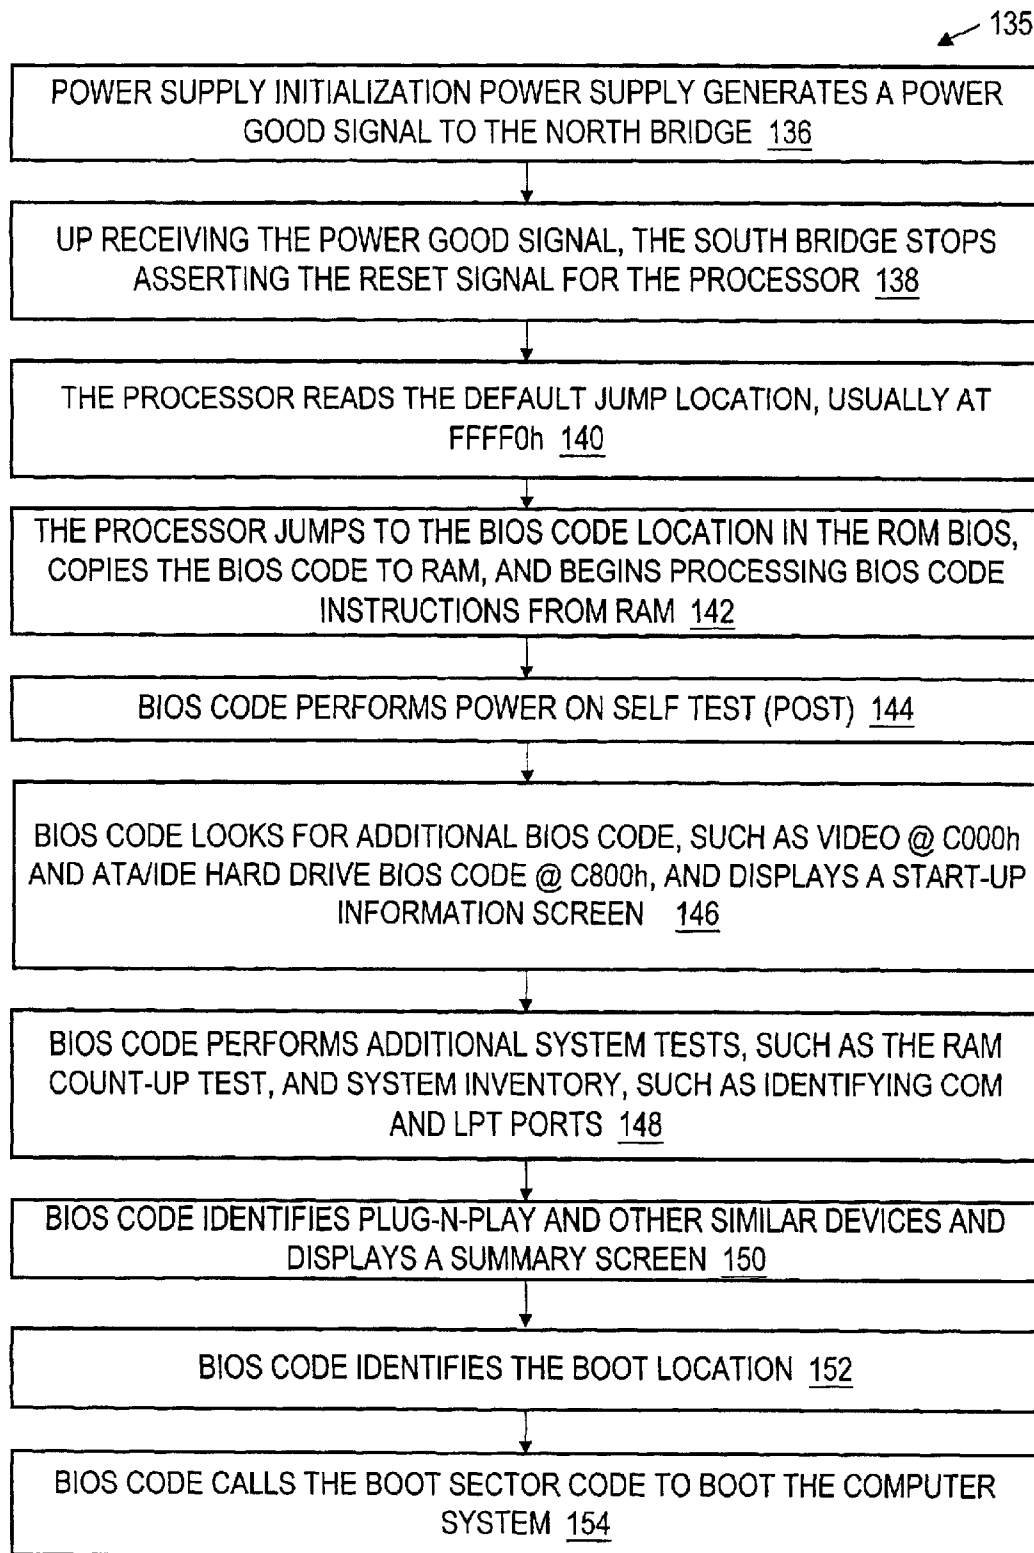 135
POWER SUPPLY INITIALIZATION POWER SUPPLY GENERATES A POWER
GOOD SIGNAL TO THE NORTH BRIDGE 136
UP RECEIVING THE POWER GOOD SIGNAL, THE SOUTH BRIDGE STOPS
ASSERTING THE RESET SIGNAL FOR THE PROCESSOR 138
THE PROCESSOR READS THE DEFAULT JUMP LOCATION, USUALLY AT
FFFF0h 140
THE PROCESSOR JUMPS TO THE BIOS CODE LOCATION IN THE ROM BIOS,
COPIES THE BIOS CODE TO RAM, AND BEGINS PROCESSING BIOS CODE
INSTRUCTIONS FROM RAM 142
BIOS CODE PERFORMS POWER ON SELF TEST (POST) 144
BIOS CODE LOOKS FOR ADDITIONAL BIOS CODE, SUCH AS VIDEO @ C000h
AND ATA/IDE HARD DRIVE BIOS CODE @ C800h, AND DISPLAYS A START-UP
INFORMATION SCREEN 146
BIOS CODE PERFORMS ADDITIONAL SYSTEM TESTS, SUCH AS THE RAM
COUNT-UP TEST, AND SYSTEM INVENTORY, SUCH AS IDENTIFYING COM
AND LPT PORTS 148
BIOS CODE IDENTIFIES PLUG-N-PLAY AND OTHER SIMILAR DEVICES AND
DISPLAYS A SUMMARY SCREEN 150
BIOS CODE IDENTIFIES THE BOOT LOCATION 152
BIOS CODE CALLS THE BOOT SECTOR CODE TO BOOT THE COMPUTER
SYSTEM 154